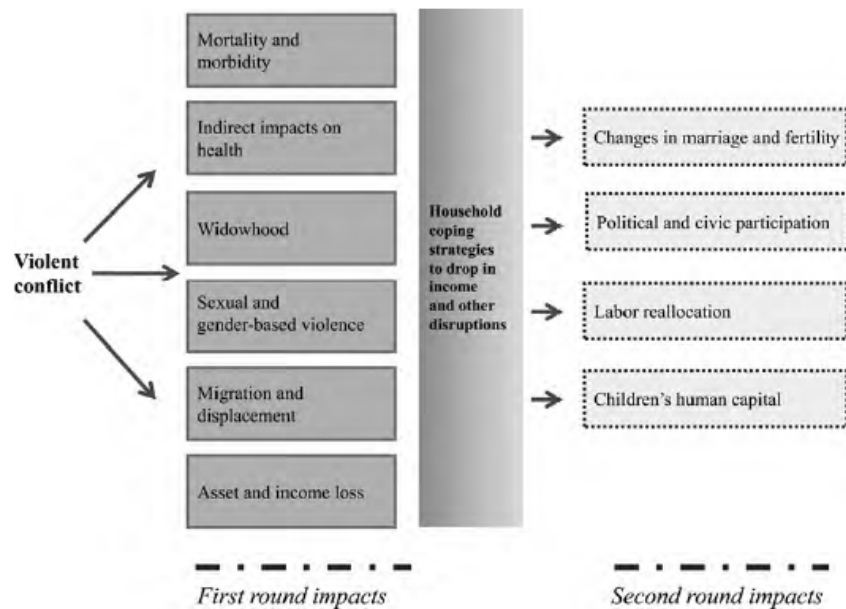 Violent
conflict
Mortality and
morbidity
Indirect impacts on
health
Widowhood
Sexual and
gender-based violence
Migration and
displacement
Asset and income loss
Household
coping
strategies
to drop in
income
and other
disruptions
Changes in marriage and fertility
Political and civic participation
Labor reallocation
Children's human capital
First round impacts
Second round impacts